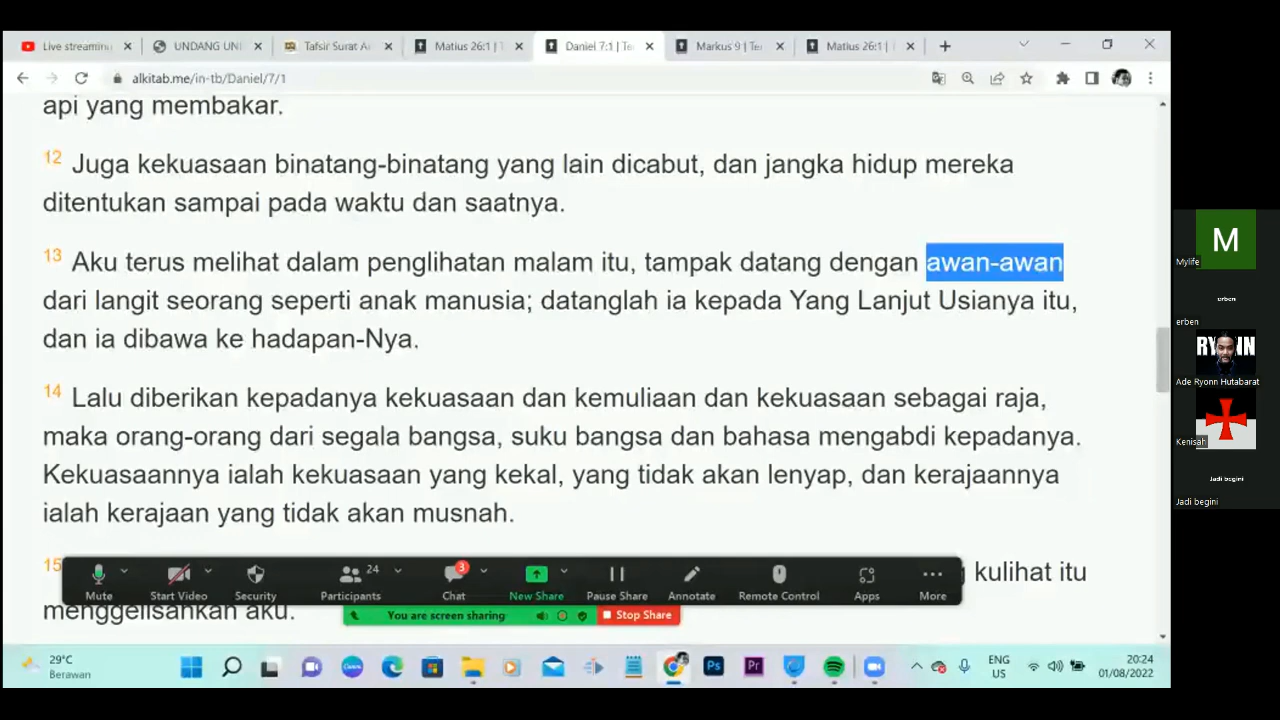 Live streaming
UNDANG UN
Tafsir Surat A
Matius 26:1 | T
Daniel 7:1 | Te
Markus 9 | Te
Matius 26:1 |
alkitab.me/in-tb/Daniel/7/1
api yang membakar.
12 Juga kekuasaan binatang-binatang yang lain dicabut, dan jangka hidup mereka
ditentukan sampai pada waktu dan saatnya.
13 Aku terus melihat dalam penglihatan malam itu, tampak datang dengan awan-awan
dari langit seorang seperti anak manusia; datanglah ia kepada Yang Lanjut Usianya itu,
dan ia dibawa ke hadapan-Nya.
14 Lalu diberikan kepadanya kekuasaan dan kemuliaan dan kekuasaan sebagai raja,
maka orang-orang dari segala bangsa, suku bangsa dan bahasa mengabdi kepadanya.
Kekuasaannya ialah kekuasaan yang kekal, yang tidak akan lenyap, dan kerajaannya
ialah kerajaan yang tidak akan musnah.
15 kulihat itu
menggelisahkan aku.
24
3
Mute
Start Video
Security
Participants
Chat
New Share
Pause Share
Annotate
Remote Control
Apps
More
You are screen sharing
Stop Share
29°C
Berawan
Ps
Pr
ENG
US
20:24
01/08/2022
M
Mylife
erben
erben
RYONN
Ade Ryonn Hutabarat
Kenisah
Jadi begini
Jadi begini